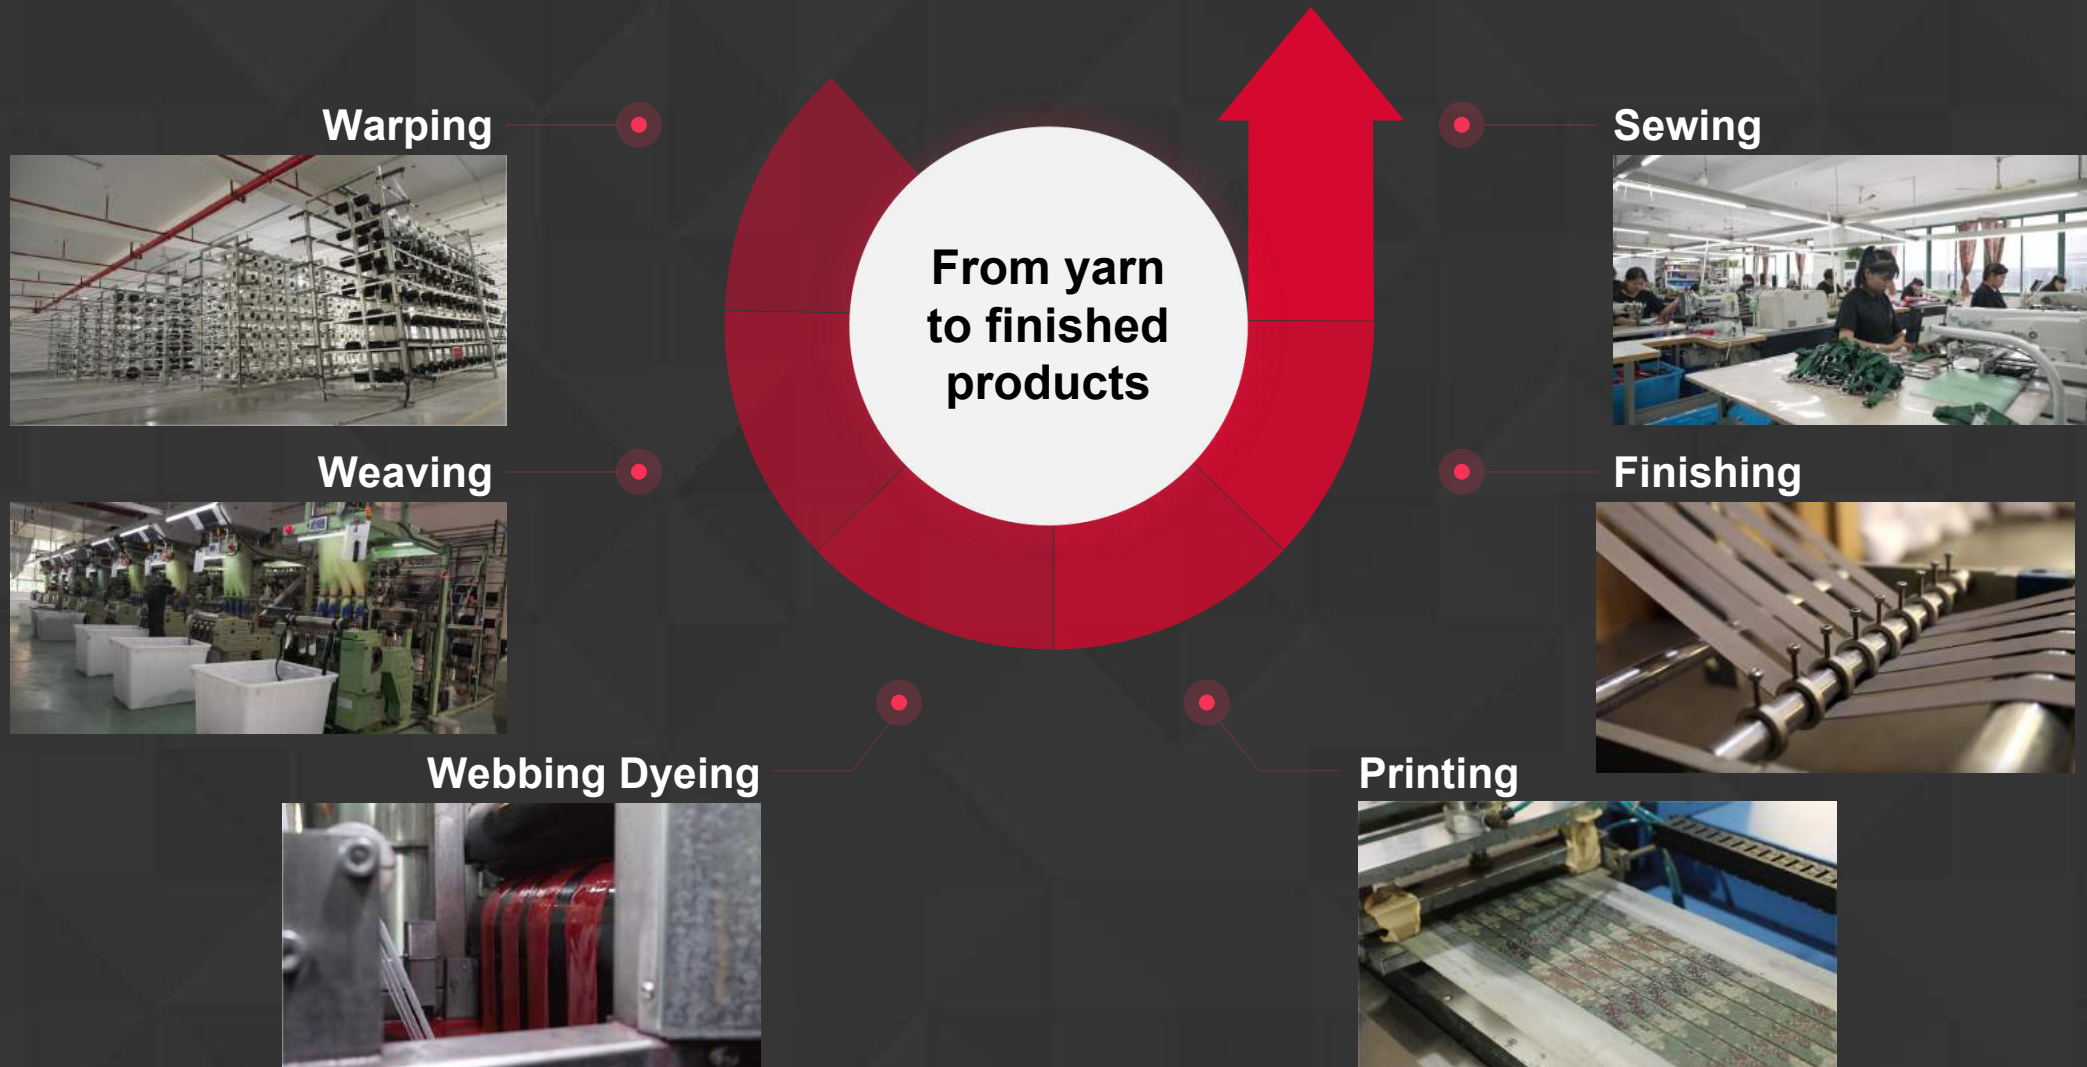 Warping
Weaving
Webbing Dyeing
From yarn
to finished
products
Printing
Finishing
Sewing